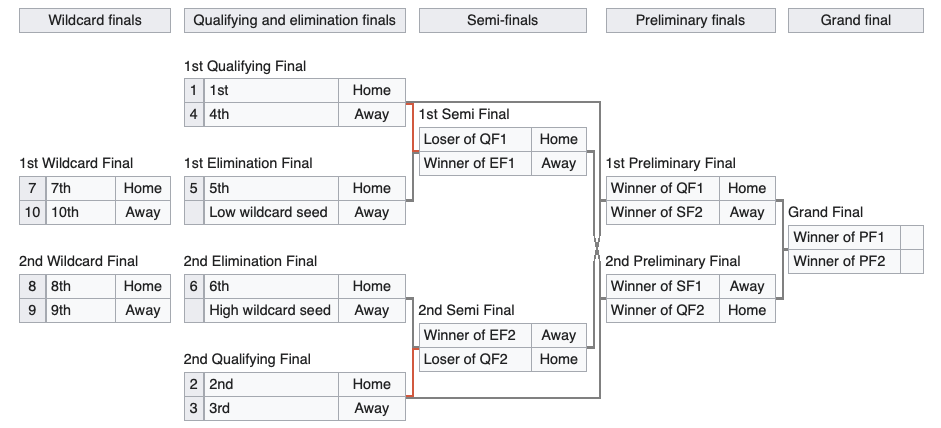 Wildcard finals
Qualifying and elimination finals
Semi-finals
Preliminary finals
Grand final
1st Wildcard Final
7 7th Home
10 10th Away
2nd Wildcard Final
8 8th Home
9 9th Away
1st Qualifying Final
1 1st Home
4 4th Away
1st Elimination Final
5 5th Home
Low wildcard seed Away
2nd Elimination Final
6 6th Home
High wildcard seed Away
2nd Qualifying Final
2 2nd Home
3 3rd Away
1st Semi Final
Loser of QF1 Home
Winner of EF1 Away
2nd Semi Final
Winner of EF2 Away
Loser of QF2 Home
1st Preliminary Final
Winner of QF1 Home
Winner of SF2 Away
2nd Preliminary Final
Winner of SF1 Away
Winner of QF2 Home
Grand Final
Winner of PF1
Winner of PF2